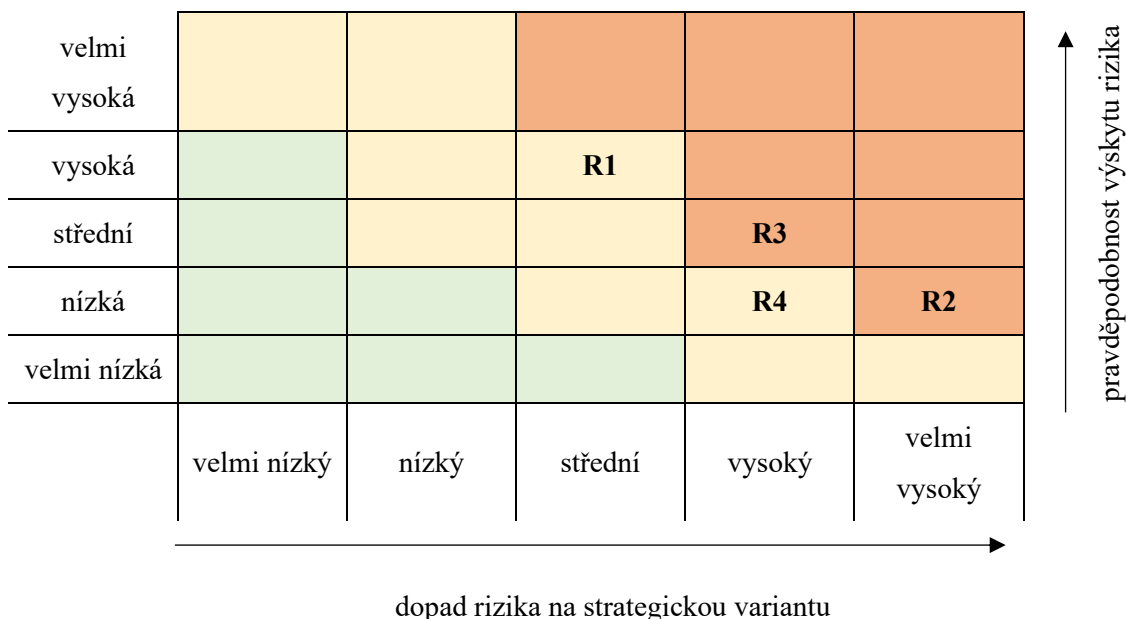 velmi
vysoká
vysoká
R1
střední
R3
nízká
R4
R2
velmi nízká
velmi nízký
nízký
střední
vysoký
velmi
vysoký
dopad rizika na strategickou variantu
pravděpodobnost výskytu rizika